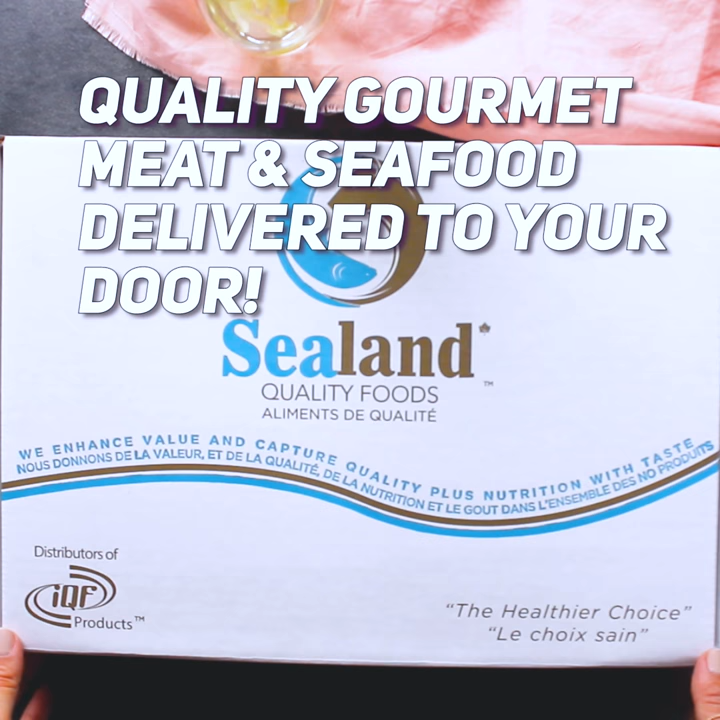 QUALITY GOURMET
MEAT & SEAFOOD
DELIVERED TO YOUR
DOOR!
Sealand
™
QUALITY FOODS
ALIMENTS DE QUALITÉ
WE ENHANCE VALUE AND CAPTURE QUALITY PLUS NUTRITION WITH TASTE
NOUS DONNONS DE LA VALEUR, ET DE LA QUALITÉ, DE LA NUTRITION ET LE GOUT DANS L'ENSEMBLE DES NO PRODUITS
Distributors of
iQF
Products™
"The Healthier Choice"
"Le choix sain"